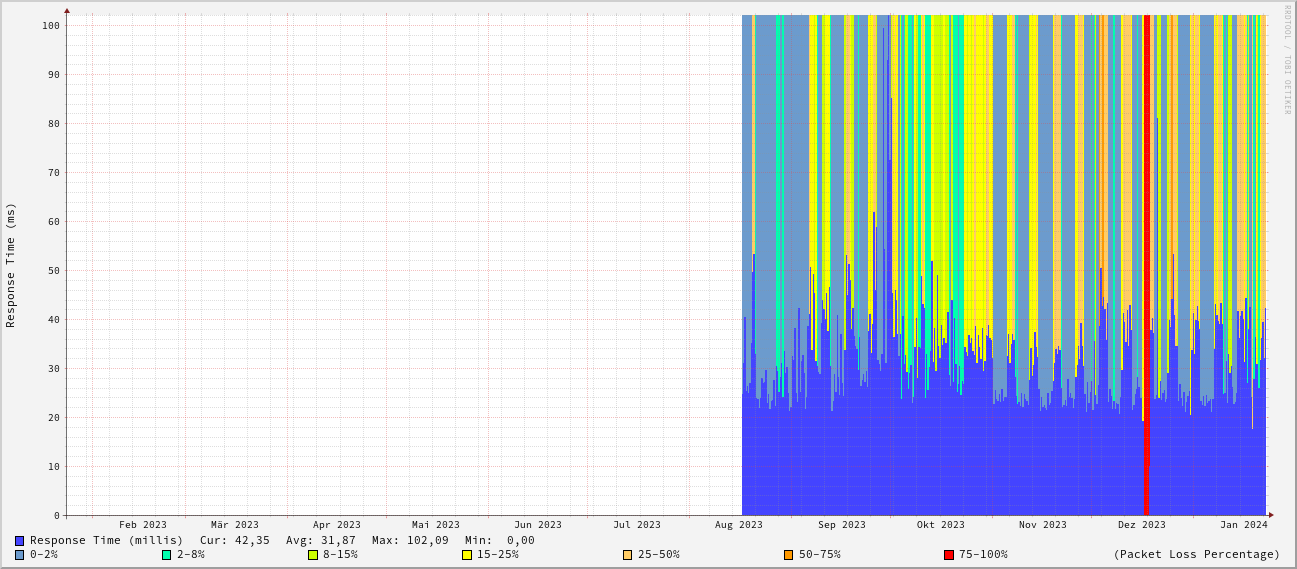 RRDTOOL / TOBI OETIKER
Response Time (ms)
100
90
80
70
60
50
40
30
20
10
0
Feb 2023 Mär 2023 Apr 2023 Mai 2023 Jun 2023 Jul 2023 Aug 2023 Sep 2023 Okt 2023 Nov 2023 Dez 2023 Jan 2024
Response Time (millis) Cur: 42,35 Avg: 31,87 Max: 102,09 Min: 0,00
0-2% 2-8% 8-15% 15-25% 25-50% 50-75% 75-100% (Packet Loss Percentage)